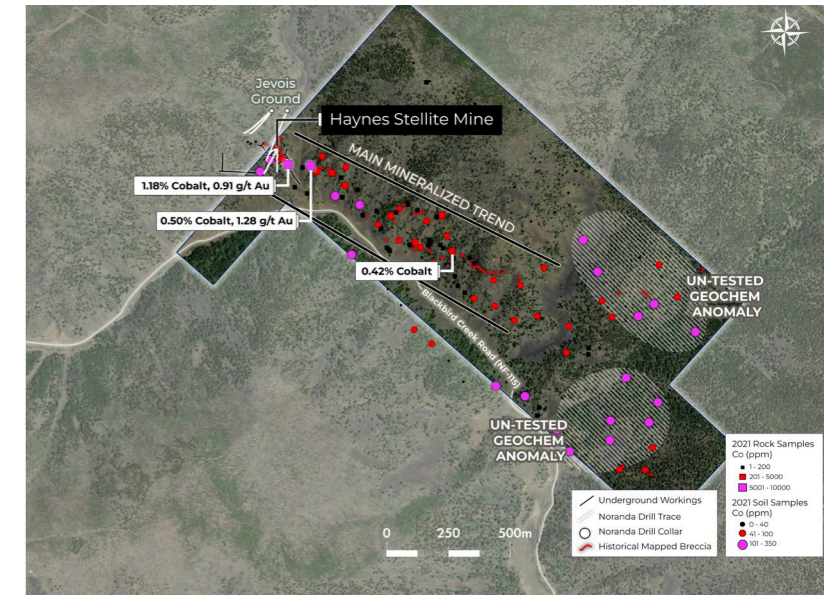 Jevois
Ground
Haynes Stellite Mine
MAIN MINERALIZED TREND
1.18% Cobalt, 0.91 g/t Au
0.50% Cobalt, 1.28 g/t Au
0.42% Cobalt
UN-TESTED
GEOCHEM
ANOMALY
Blackbird Creek Road (NF-115)
UN-TESTED
GEOCHEM
ANOMALY
0 250 500m
Underground Workings
Noranda Drill Trace
Noranda Drill Collar
Historical Mapped Breccia
2021 Rock Samples
Co (ppm)
1 - 200
201 - 5000
5001 - 10000
2021 Soil Samples
Co (ppm)
0 - 40
41 - 100
101 - 350